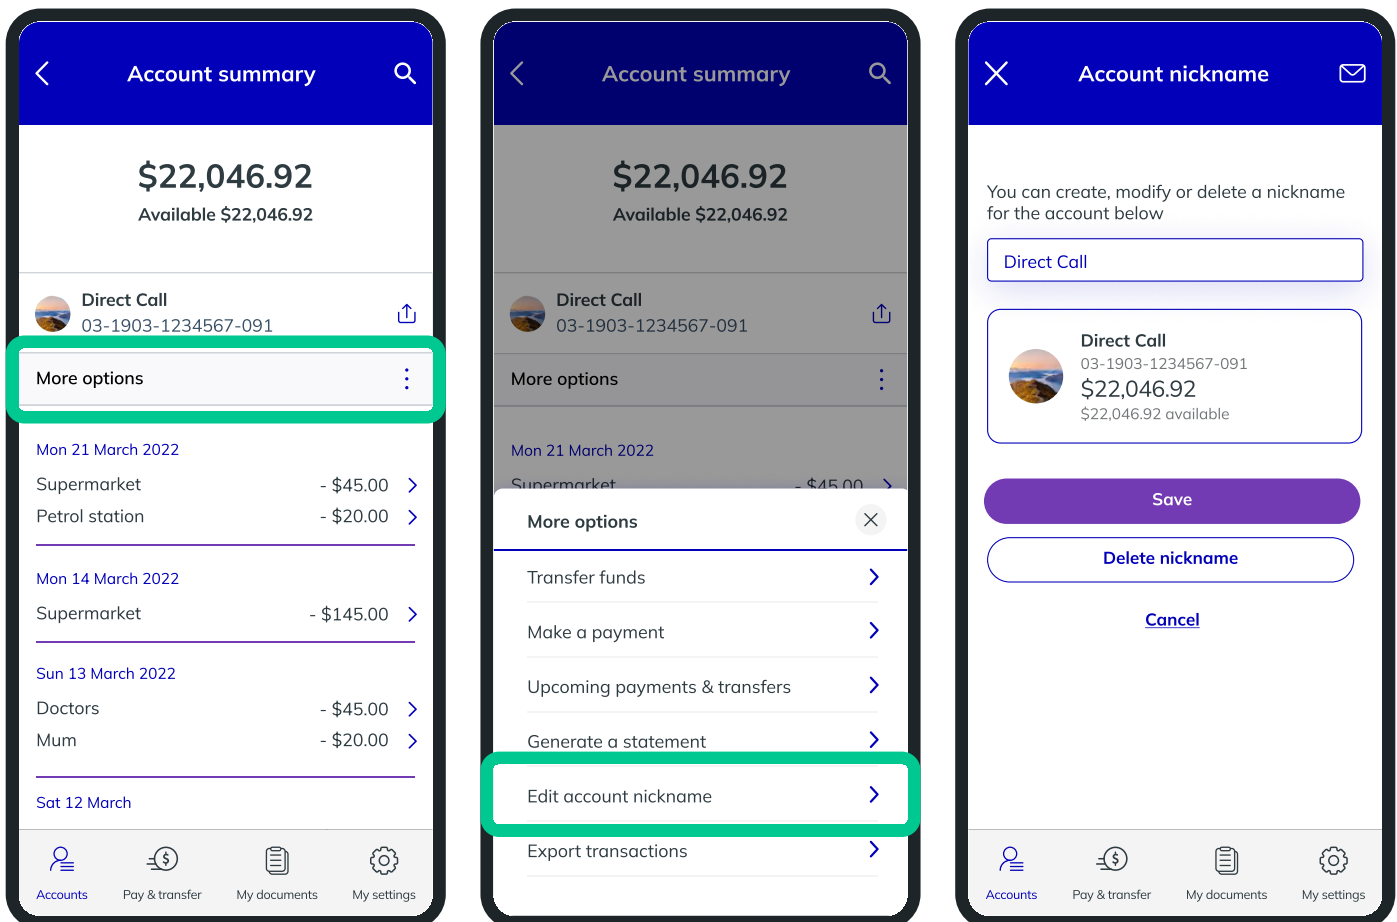 Account summary
$22,046.92
Available $22,046.92
Direct Call
03-1903-1234567-091
More options
Mon 21 March 2022
Supermarket - $45.00
Petrol station - $20.00
Mon 14 March 2022
Supermarket - $145.00
Sun 13 March 2022
Doctors - $45.00
Mum - $20.00
Sat 12 March
Accounts Pay & transfer My documents My settings
Account summary
$22,046.92
Available $22,046.92
Direct Call
03-1903-1234567-091
More options
Mon 21 March 2022
Supermarket - $45.00
More options
Transfer funds
Make a payment
Upcoming payments & transfers
Generate a statement
Edit account nickname
Export transactions
Account nickname
You can create, modify or delete a nickname
for the account below
Direct Call
Direct Call
03-1903-1234567-091
$22,046.92
$22,046.92 available
Save
Delete nickname
Cancel
Accounts Pay & transfer My documents My settings